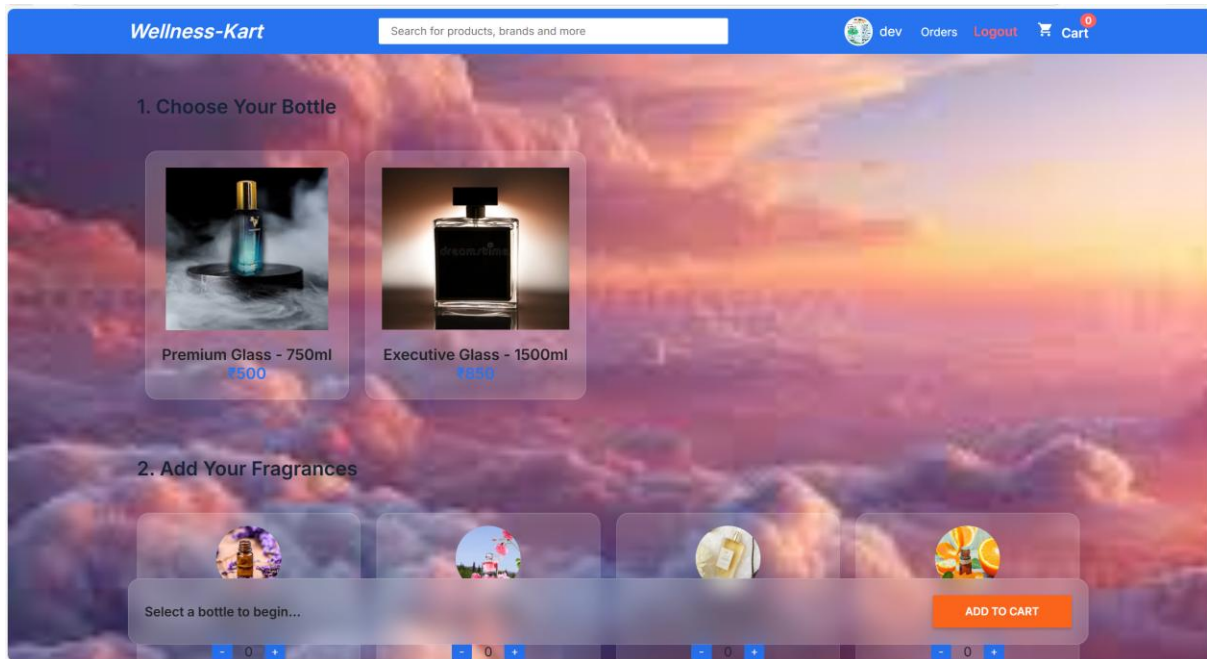 Wellness-Kart
Search for products, brands and more
dev
Orders
Logout
Cart
0
1. Choose Your Bottle
dreamstime
Premium Glass - 750ml
₹500
Executive Glass - 1500ml
₹850
2. Add Your Fragrances
Select a bottle to begin...
ADD TO CART
- 0 +
- 0 +
- 0 +
- 0 +